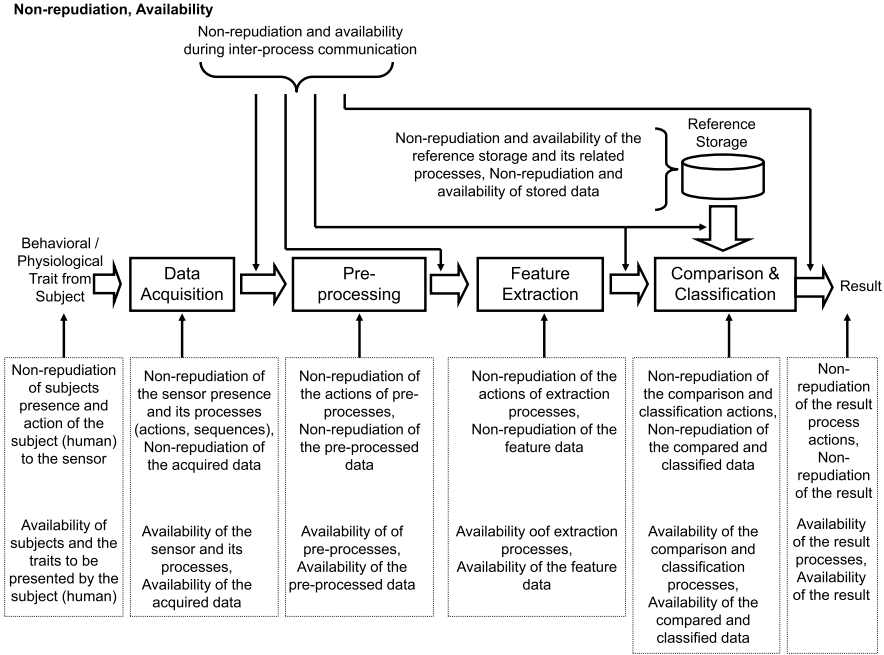 Non-repudiation, Availability
Non-repudiation and availability
during inter-process communication
Non-repudiation and availability of the
reference storage and its related
processes, Non-repudiation and
availability of stored data
Reference
Storage
Behavioral /
Physiological
Trait from
Subject
Data
Acquisition
Pre-
processing
Feature
Extraction
Comparison &
Classification
Result
Non-repudiation
of subjects
presence and
action of the
subject (human)
to the sensor
Availability of
subjects and the
traits to be
presented by the
subject (human)
Non-repudiation of
the sensor presence
and its processes
(actions, sequences),
Non-repudiation of
the acquired data
Availability of the
sensor and its
processes,
Availability of the
acquired data
Non-repudiation of
the actions of pre-
processes,
Non-repudiation of
the pre-processed
data
Availability of of
pre-processes,
Availability of the
pre-processed data
Non-repudiation of the
actions of extraction
processes,
Non-repudiation of the
feature data
Availability oof extraction
processes,
Availability of the feature
data
Non-repudiation of
the comparison and
classification actions,
Non-repudiation of
the compared and
classified data
Availability of the
comparison and
classification
processes,
Availability of the
compared and
classified data
Non-
repudiation
of the result
process
actions,
Non-
repudiation
of the result
Availability
of the result
processes,
Availability
of the result